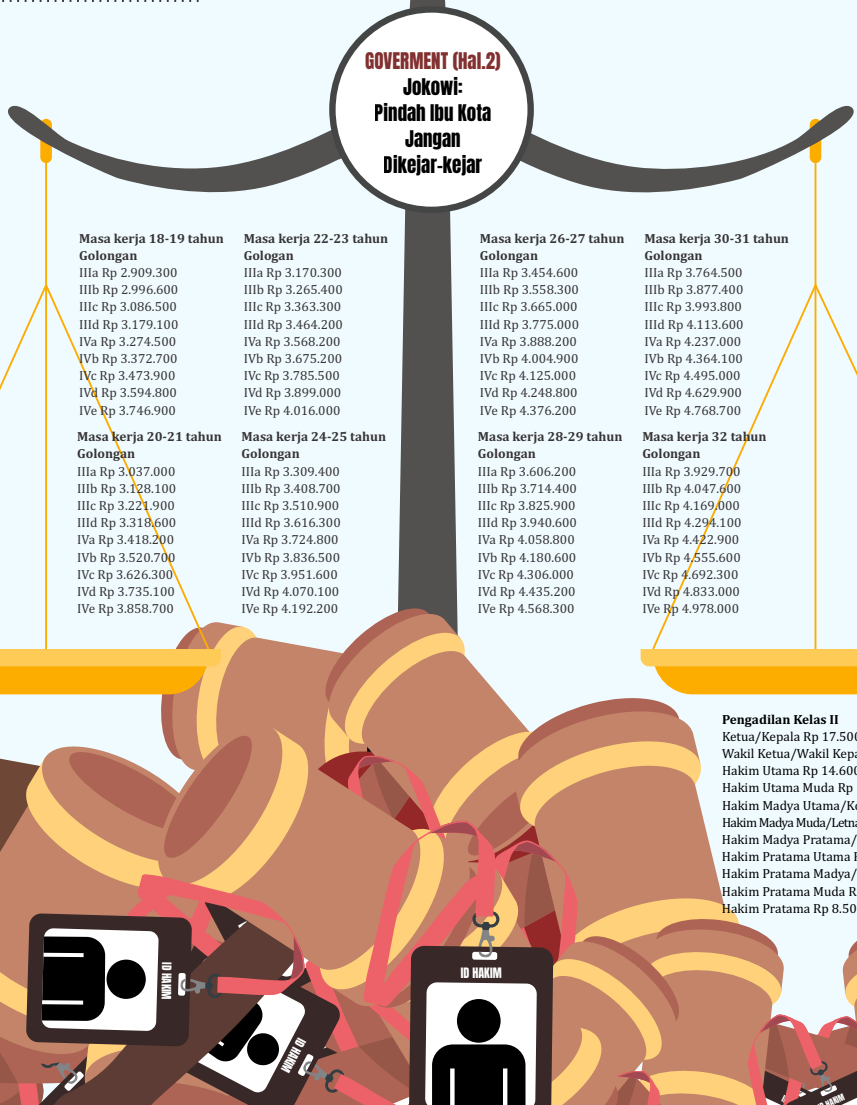 GOVERMENT (Hal.2)
Jokowi:
Pindah Ibu Kota
Jangan
Dikejar-kejar
Masa kerja 18-19 tahun
Golongan
IIIa Rp 2.909.300
IIIb Rp 2.996.600
IIIc Rp 3.086.500
IIId Rp 3.179.100
IVa Rp 3.274.500
IVb Rp 3.372.700
IVc Rp 3.473.900
IVd Rp 3.594.800
IVe Rp 3.746.900
Masa kerja 20-21 tahun
Golongan
IIIa Rp 3.037.000
IIIb Rp 3.128.100
IIIc Rp 3.221.900
IIId Rp 3.318.600
IVa Rp 3.418.200
IVb Rp 3.520.700
IVc Rp 3.626.300
IVd Rp 3.735.100
IVe Rp 3.858.700
Masa kerja 22-23 tahun
Gologan
IIIa Rp 3.170.300
IIIb Rp 3.265.400
IIIc Rp 3.363.300
IIId Rp 3.464.200
IVa Rp 3.568.200
IVb Rp 3.675.200
IVc Rp 3.785.500
IVd Rp 3.899.000
IVe Rp 4.016.000
Masa kerja 24-25 tahun
Golongan
IIIa Rp 3.309.400
IIIb Rp 3.408.700
IIIc Rp 3.510.900
IIId Rp 3.616.300
IVa Rp 3.724.800
IVb Rp 3.836.500
IVc Rp 3.951.600
IVd Rp 4.070.100
IVe Rp 4.192.200
Masa kerja 26-27 tahun
Golongan
IIIa Rp 3.454.600
IIIb Rp 3.558.300
IIIc Rp 3.665.000
IIId Rp 3.775.000
IVa Rp 3.888.200
IVb Rp 4.004.900
IVc Rp 4.125.000
IVd Rp 4.248.800
IVe Rp 4.376.200
Masa kerja 28-29 tahun
Golongan
IIIa Rp 3.606.200
IIIb Rp 3.714.400
IIIc Rp 3.825.900
IIId Rp 3.940.600
IVa Rp 4.058.800
IVb Rp 4.180.600
IVc Rp 4.306.000
IVd Rp 4.435.200
IVe Rp 4.568.300
Masa kerja 30-31 tahun
Golongan
IIIa Rp 3.764.500
IIIb Rp 3.877.400
IIIc Rp 3.993.800
IIId Rp 4.113.600
IVa Rp 4.237.000
IVb Rp 4.364.100
IVc Rp 4.495.000
IVd Rp 4.629.900
IVe Rp 4.768.700
Masa kerja 32 tahun
Golongan
IIIa Rp 3.929.700
IIIb Rp 4.047.600
IIIc Rp 4.169.000
IIId Rp 4.294.100
IVa Rp 4.422.900
IVb Rp 4.555.600
IVc Rp 4.692.300
IVd Rp 4.833.000
IVe Rp 4.978.000
Pengadilan Kelas II
Ketua/Kepala Rp 17.500
Wakil Ketua/Wakil Kepa
Hakim Utama Rp 14.600
Hakim Utama Muda Rp
Hakim Madya Utama/Ko
Hakim Madya Muda/Letna
Hakim Madya Pratama/
Hakim Pratama Utama R
Hakim Pratama Madya/
Hakim Pratama Muda R
Hakim Pratama Rp 8.50
ID HAKIM
ID HAKIM
ID HAKIM
ID HAKIM